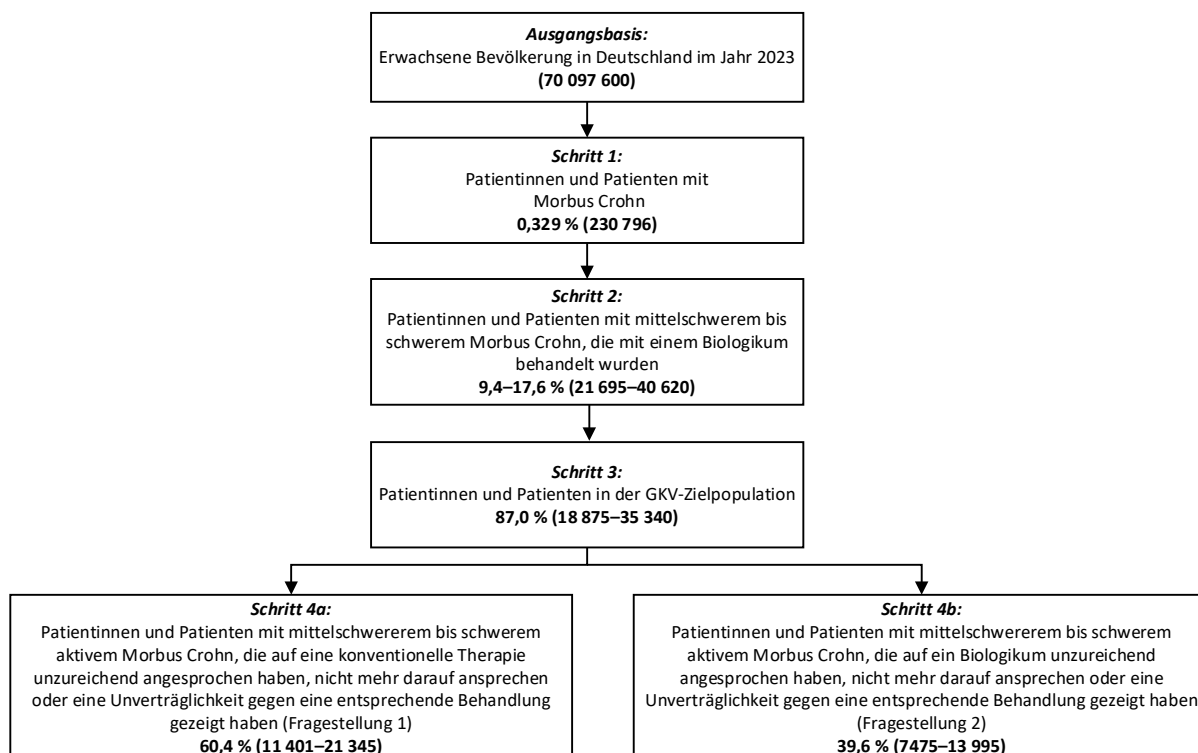 Ausgangsbasis:
Erwachsene Bevölkerung in Deutschland im Jahr 2023
(70 097 600)
Schritt 1:
Patientinnen und Patienten mit
Morbus Crohn
0,329 % (230 796)
Schritt 2:
Patientinnen und Patienten mit mittelschwerem bis
schwerem Morbus Crohn, die mit einem Biologikum
behandelt wurden
9,4–17,6 % (21 695–40 620)
Schritt 3:
Patientinnen und Patienten in der GKV-Zielpopulation
87,0 % (18 875–35 340)
Schritt 4a:
Patientinnen und Patienten mit mittelschwererem bis schwerem
aktivem Morbus Crohn, die auf eine konventionelle Therapie
unzureichend angesprochen haben, nicht mehr darauf ansprechen
oder eine Unverträglichkeit gegen eine entsprechende Behandlung
gezeigt haben (Fragestellung 1)
60,4 % (11 401–21 345)
Schritt 4b:
Patientinnen und Patienten mit mittelschwererem bis schwerem
aktivem Morbus Crohn, die auf ein Biologikum unzureichend
angesprochen haben, nicht mehr darauf ansprechen oder eine
Unverträglichkeit gegen eine entsprechende Behandlung gezeigt haben
(Fragestellung 2)
39,6 % (7475–13 995)